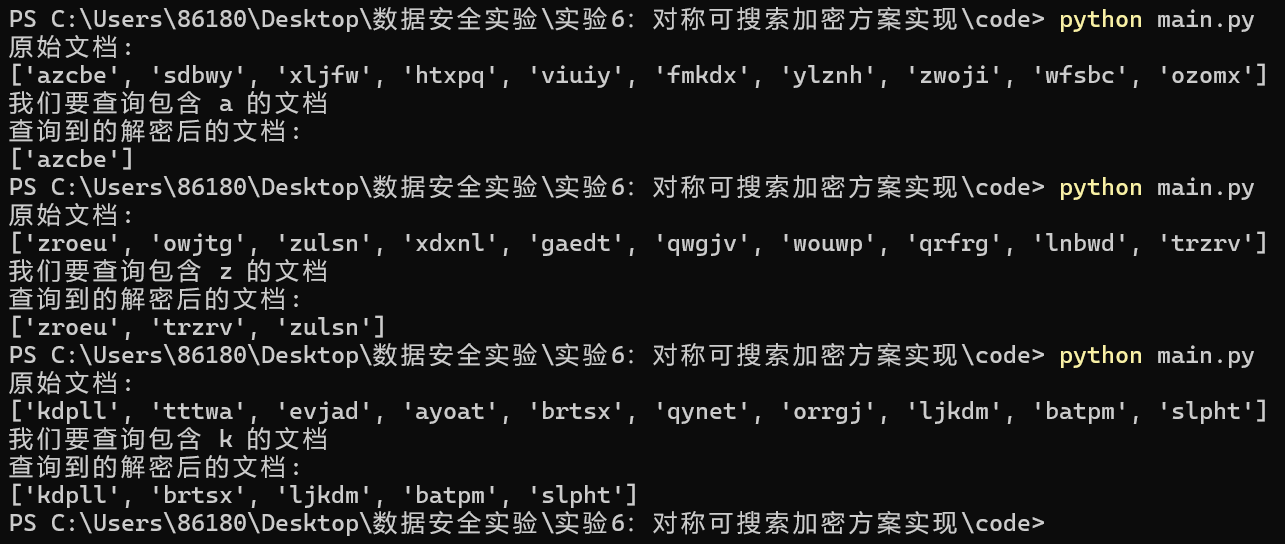 PS C:\Users\86180\Desktop\数据安全实验\实验6：对称可搜索加密方案实现\code> python main.py
原始文档：
['azcbe', 'sdbwy', 'xljfw', 'htxpq', 'viuiy', 'fmkdx', 'ylznh', 'zwoji', 'wfsbc', 'ozomx']
我们要查询包含 a 的文档
查询到的解密后的文档：
['azcbe']
PS C:\Users\86180\Desktop\数据安全实验\实验6：对称可搜索加密方案实现\code> python main.py
原始文档：
['zroeu', 'owjtg', 'zulsn', 'xdxnl', 'gaedt', 'qwgjv', 'wouwp', 'qrfrg', 'lnbwd', 'trzrv']
我们要查询包含 z 的文档
查询到的解密后的文档：
['zroeu', 'trzrv', 'zulsn']
PS C:\Users\86180\Desktop\数据安全实验\实验6：对称可搜索加密方案实现\code> python main.py
原始文档：
['kdpll', 'tttwa', 'evjad', 'ayoat', 'brtsx', 'qynet', 'orrgj', 'ljkdm', 'batpm', 'slpht']
我们要查询包含 k 的文档
查询到的解密后的文档：
['kdpll', 'brtsx', 'ljkdm', 'batpm', 'slpht']
PS C:\Users\86180\Desktop\数据安全实验\实验6：对称可搜索加密方案实现\code>